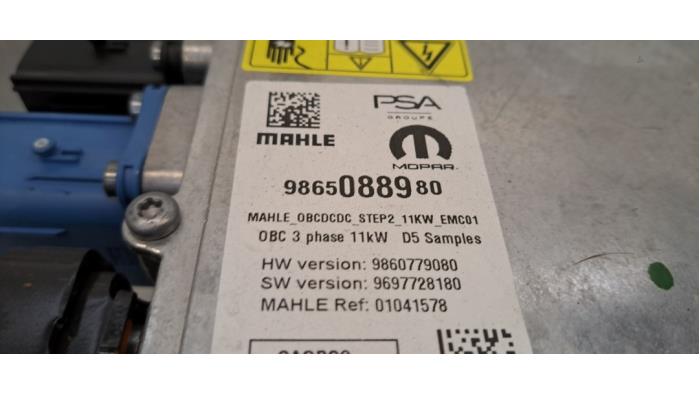 PSA
GROUPE
MAHLE
MOPAR
9865088980
MAHLE_OBCDCDC_STEP2_11KW_EMC01
OBC 3 phase 11kW D5 Samples
HW version: 9860779080
SW version: 9697728180
MAHLE Ref: 01041578